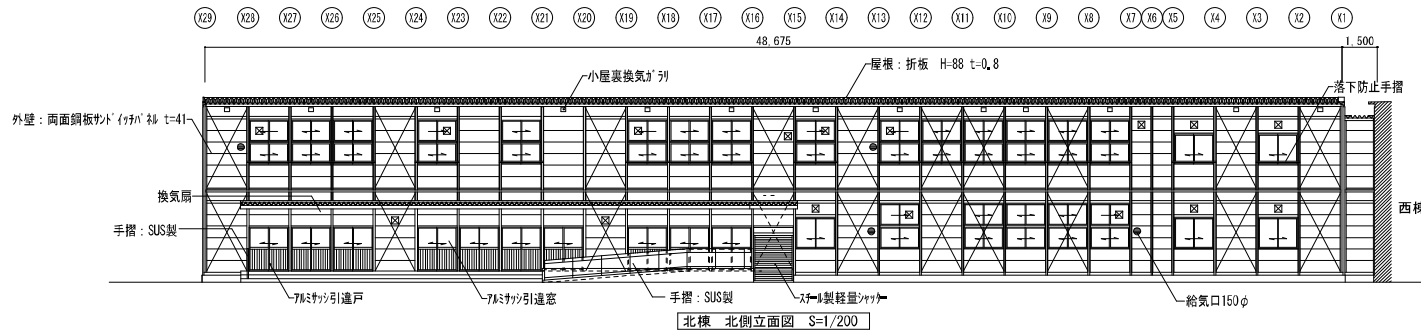 X29 X28 X27 X26 X25 X24 X23 X22 X21 X20 X19 X18 X17 X16 X15 X14 X13 X12 X11 X10 X9 X8 X7 X6 X5 X4 X3 X2 X1
48,675 1,500
小屋裏換気ｶﾞﾗﾘ
屋根：折板 H=88 t=0.8
落下防止手摺
外壁：両面鋼板ｻﾝﾄﾞｲｯﾁﾊﾟﾈﾙ t=41
換気扇
西棟
手摺：SUS製
ｱﾙﾐｻｯｼ引違戸
ｱﾙﾐｻｯｼ引違窓
手摺：SUS製
ｽﾁｰﾙ製軽量ｼｬｯﾀｰ
給気口150φ
北棟 北側立面図 S=1/200